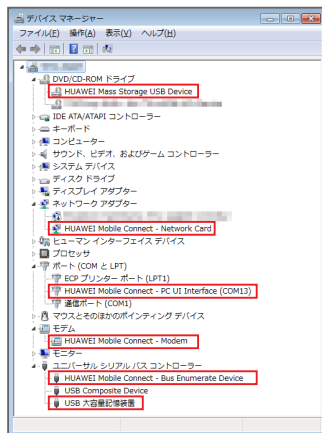 デバイス マネージャー
ファイル(F) 操作(A) 表示(V) ヘルプ(H)
DVD/CD-ROM ドライブ
HUAWEI Mass Storage USB Device
IDE ATA/ATAPI コントローラー
キーボード
コンピューター
サウンド、ビデオ、およびゲーム コントローラー
システム デバイス
ディスク ドライブ
ディスプレイ アダプター
ネットワーク アダプター
HUAWEI Mobile Connect - Network Card
ヒューマン インターフェイス デバイス
プロセッサ
ポート (COM と LPT)
ECP プリンター ポート (LPT1)
HUAWEI Mobile Connect - PC UI Interface (COM13)
通信ポート (COM1)
マウスとそのほかのポインティング デバイス
モデム
HUAWEI Mobile Connect - Modem
モニター
ユニバーサル シリアル バス コントローラー
HUAWEI Mobile Connect - Bus Enumerate Device
USB Composite Device
USB 大容量記憶装置